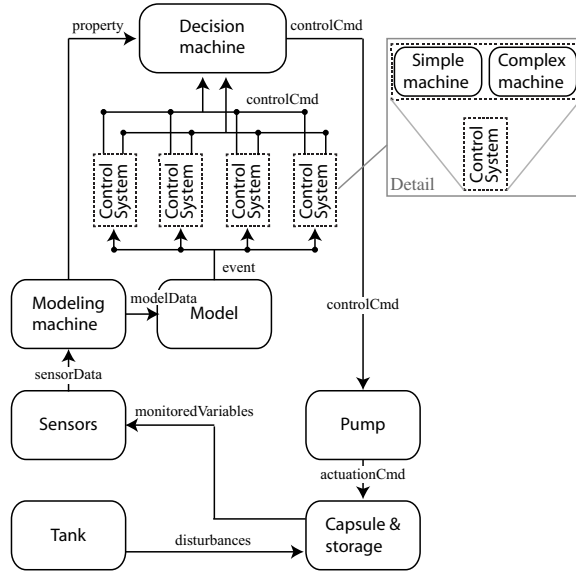 property
Decision
machine
controlCmd
Simple
machine
Complex
machine
controlCmd
Control
System
Control
System
Control
System
Control
System
Control
System
Detail
event
Modeling
machine
modelData
Model
controlCmd
sensorData
Sensors
monitoredVariables
Pump
actuationCmd
Tank
disturbances
Capsule &
storage